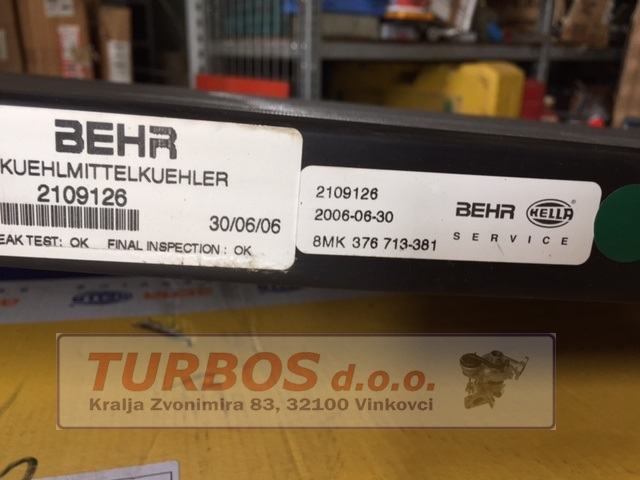 BEHR
KUEHLMITTELKUEHLER
2109126
30/06/06
EAK TEST: OK FINAL INSPECTION : OK
2109126
2006-06-30
8MK 376 713-381
BEHR HELLA
SERVICE
TURBOS d.o.o.
Kralja Zvonimira 83, 32100 Vinkovci